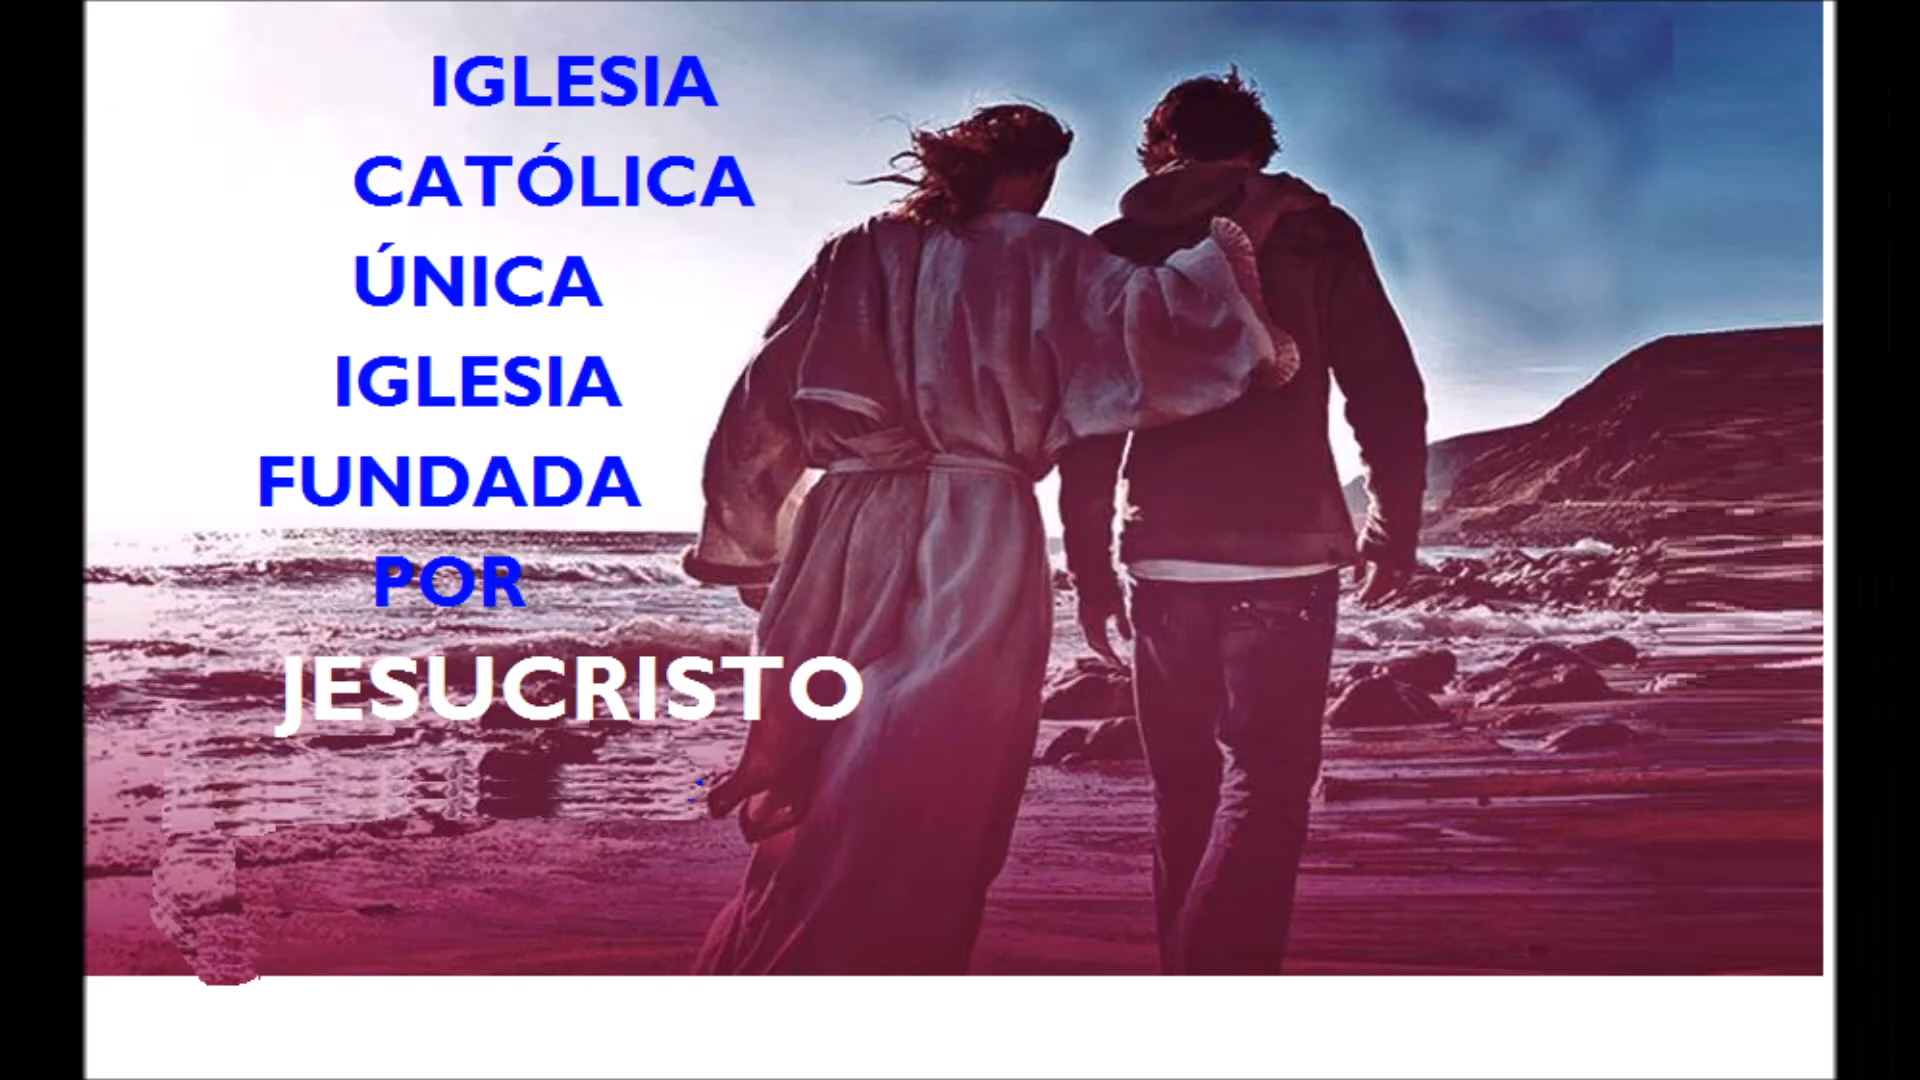 IGLESIA
CATÓLICA
ÚNICA
IGLESIA
FUNDADA
POR
JESUCRISTO